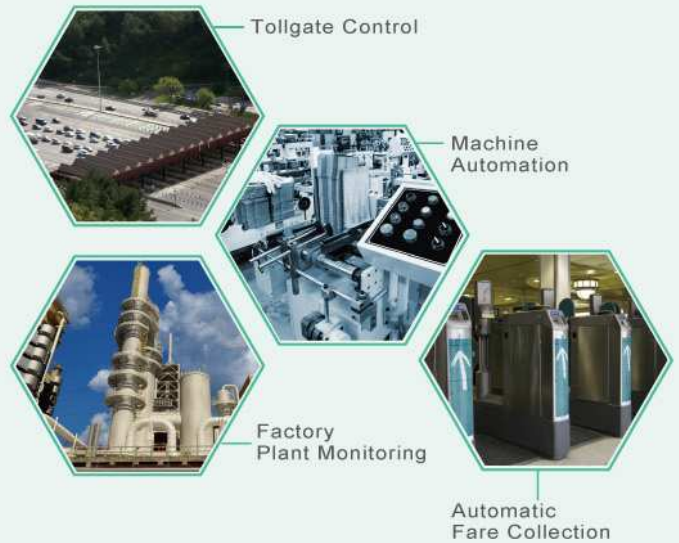 Tollgate Control
Machine
Automation
Factory
Plant Monitoring
Automatic
Fare Collection